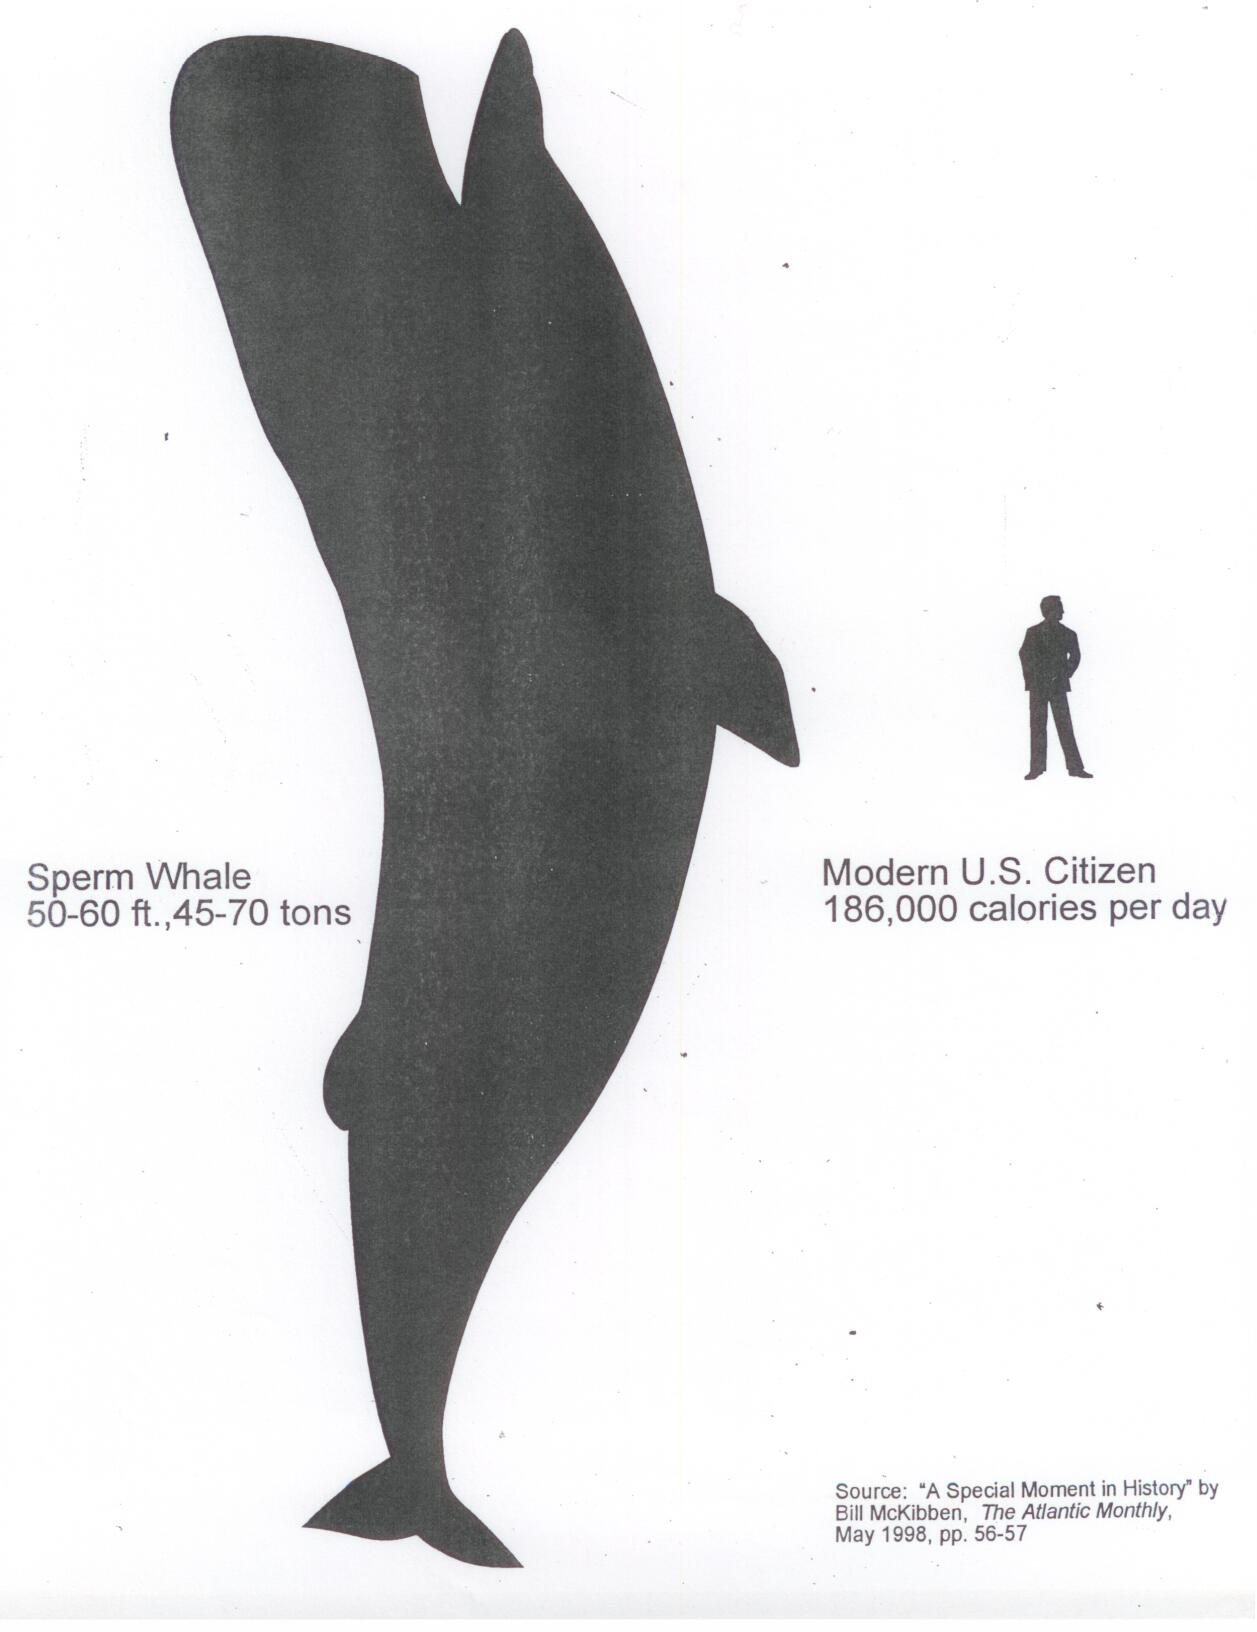 Sperm Whale
50-60 ft.,45-70 tons
Modern U.S. Citizen
186,000 calories per day
Source: "A Special Moment in History" by
Bill McKibben, The Atlantic Monthly,
May 1998, pp. 56-57